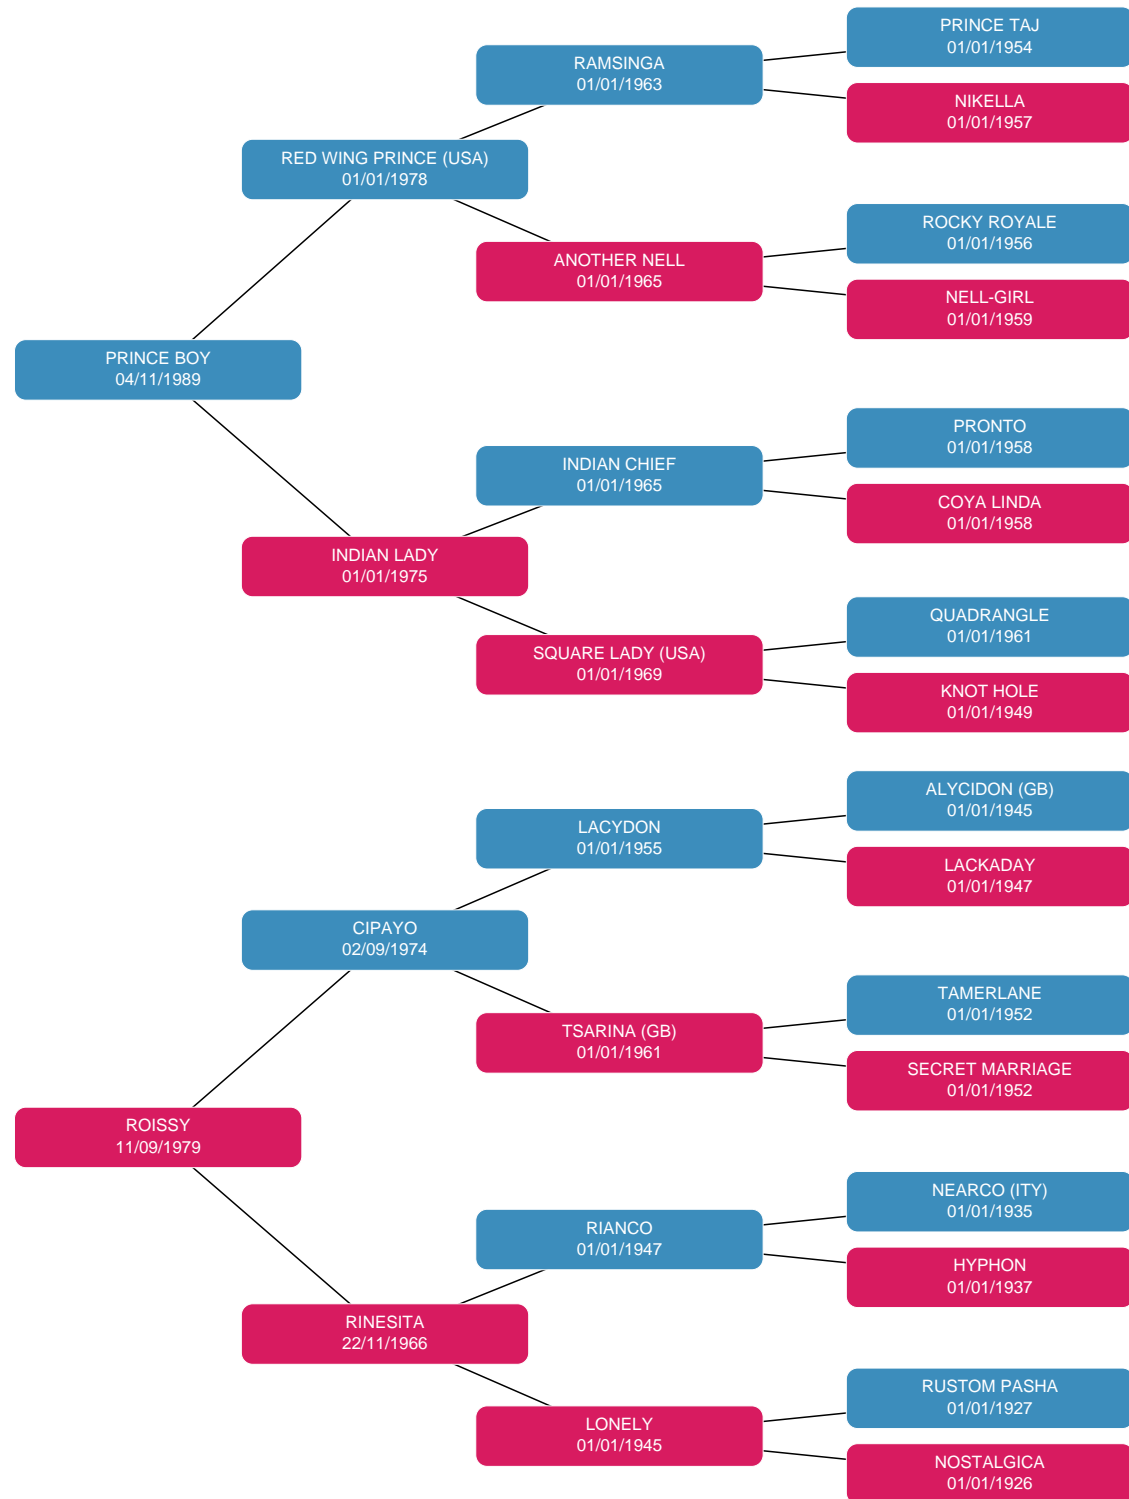 PRINCE TAJ
01/01/1954
RAMSINGA
01/01/1963
NIKELLA
01/01/1957
RED WING PRINCE (USA)
01/01/1978
ROCKY ROYALE
01/01/1956
ANOTHER NELL
01/01/1965
NELL-GIRL
01/01/1959
PRINCE BOY
04/11/1989
PRONTO
01/01/1958
INDIAN CHIEF
01/01/1965
COYA LINDA
01/01/1958
INDIAN LADY
01/01/1975
QUADRANGLE
01/01/1961
SQUARE LADY (USA)
01/01/1969
KNOT HOLE
01/01/1949
ALYCIDON (GB)
01/01/1945
LACYDON
01/01/1955
LACKADAY
01/01/1947
CIPAYO
02/09/1974
TAMERLANE
01/01/1952
TSARINA (GB)
01/01/1961
SECRET MARRIAGE
01/01/1952
ROISSY
11/09/1979
NEARCO (ITY)
01/01/1935
RIANCO
01/01/1947
HYPHON
01/01/1937
RINESITA
22/11/1966
RUSTOM PASHA
01/01/1927
LONELY
01/01/1945
NOSTALGICA
01/01/1926